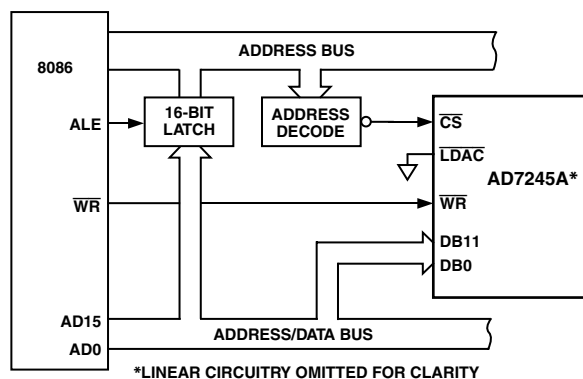 ADDRESS BUS
8086
16-BIT
LATCH
ADDRESS
DECODE
ALE
CS
LDAC
AD7245A*
WR
WR
DB11
DB0
AD15
ADDRESS/DATA BUS
AD0
*LINEAR CIRCUITRY OMITTED FOR CLARITY